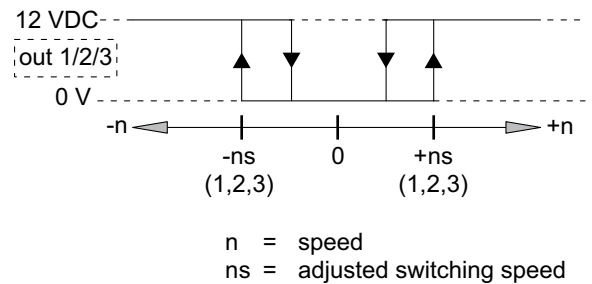 12 VDC
out 1/2/3
0 V
-n +n
-ns 0 +ns
(1,2,3) (1,2,3)
n = speed
ns = adjusted switching speed